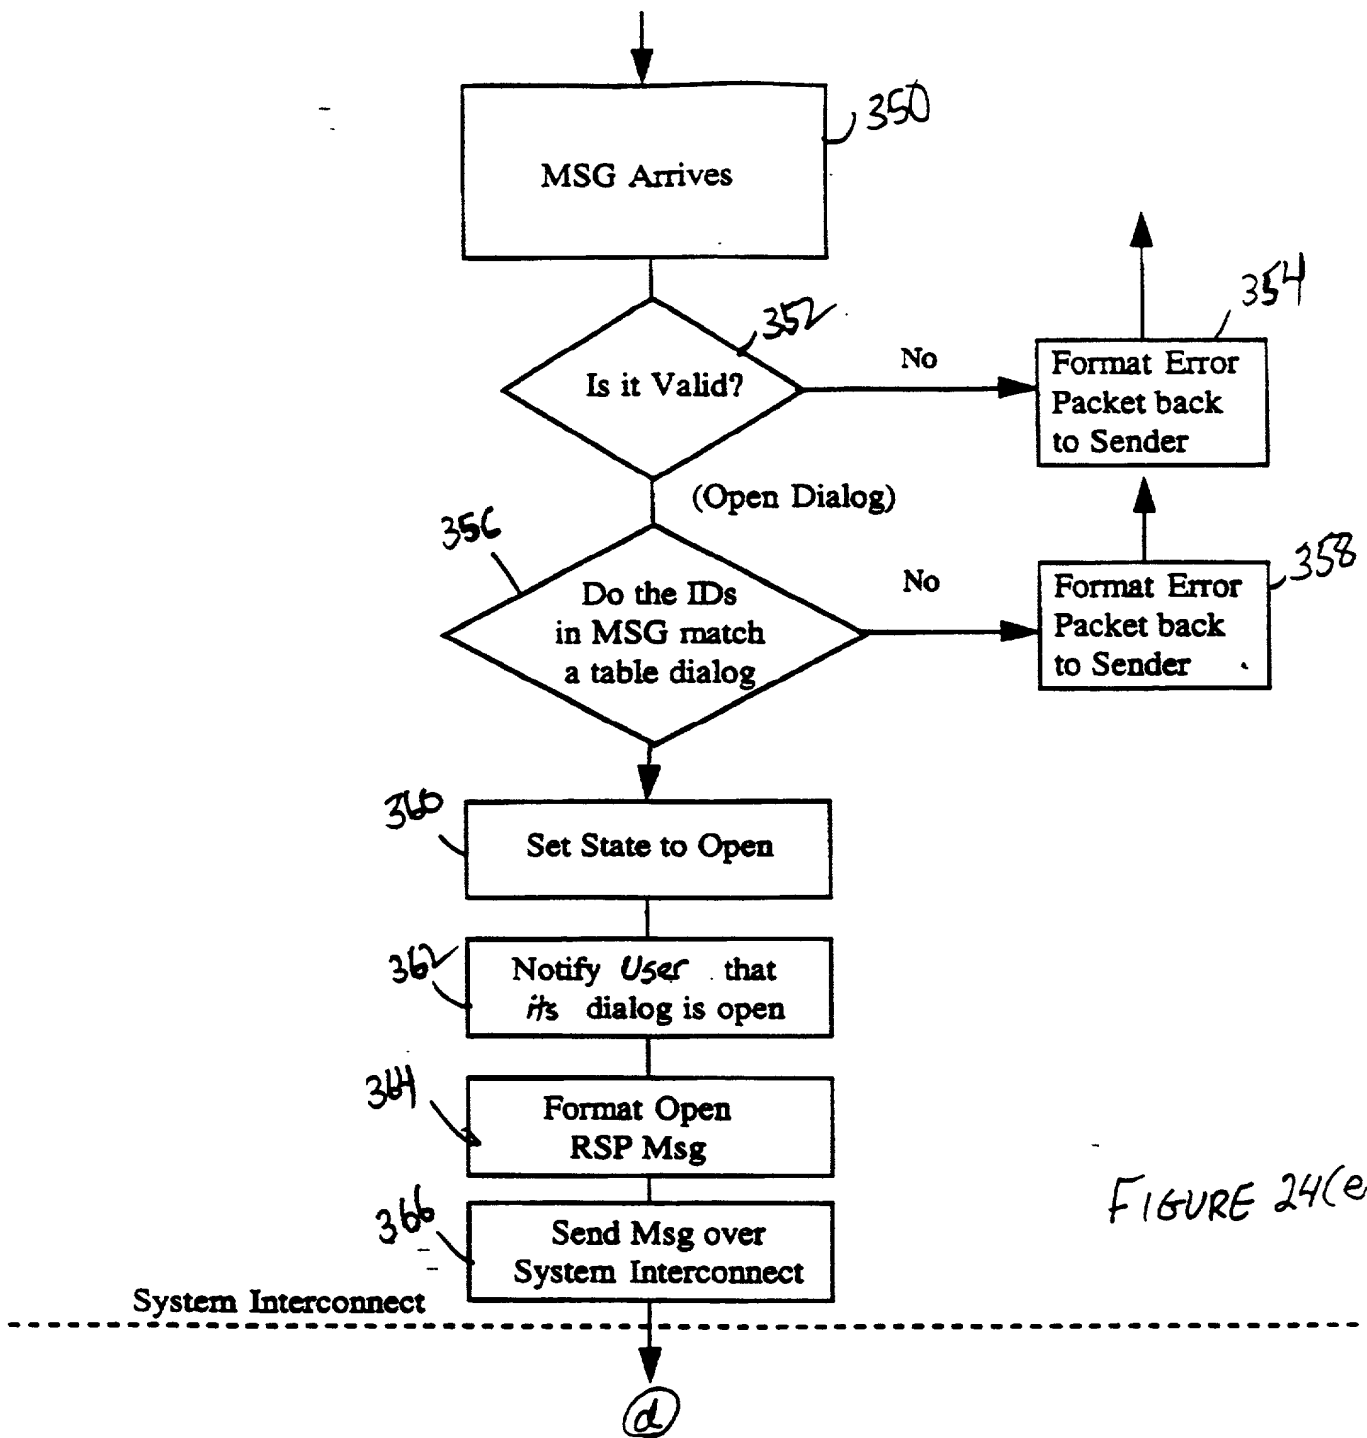 350
MSG Arrives
352
Is it Valid?
No
354
Format Error
Packet back
to Sender
(Open Dialog)
356
Do the IDs
in MSG match
a table dialog
No
358
Format Error
Packet back
to Sender
360
Set State to Open
362
Notify User that
its dialog is open
364
Format Open
RSP Msg
366
Send Msg over
System Interconnect
System Interconnect
d
FIGURE 24(e